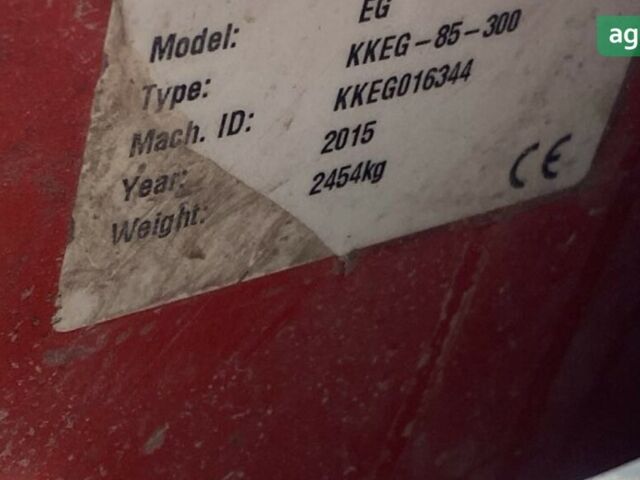 Model: EG
Type: KKEG-85-300
Mach. ID: KKEG016344
Year: 2015
Weight: 2454kg
CE
ag